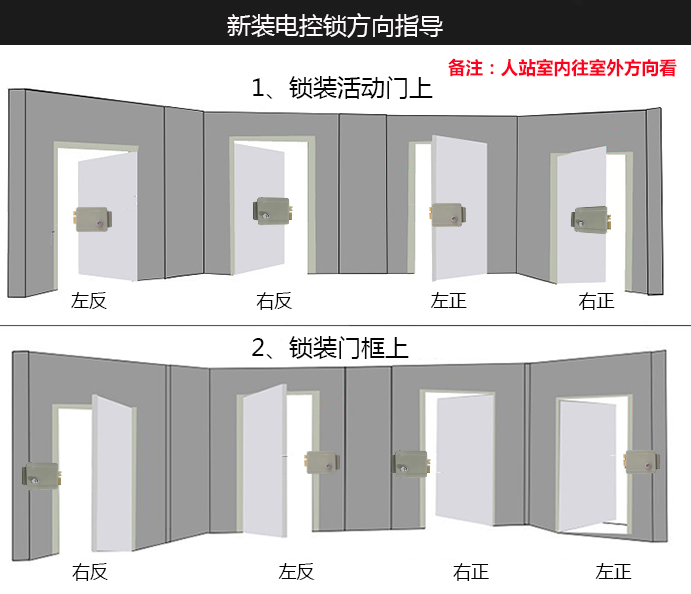 新装电控锁方向指导
备注：人站室内往室外方向看
1、锁装活动门上
左反
右反
左正
右正
2、锁装门框上
右反
左反
右正
左正